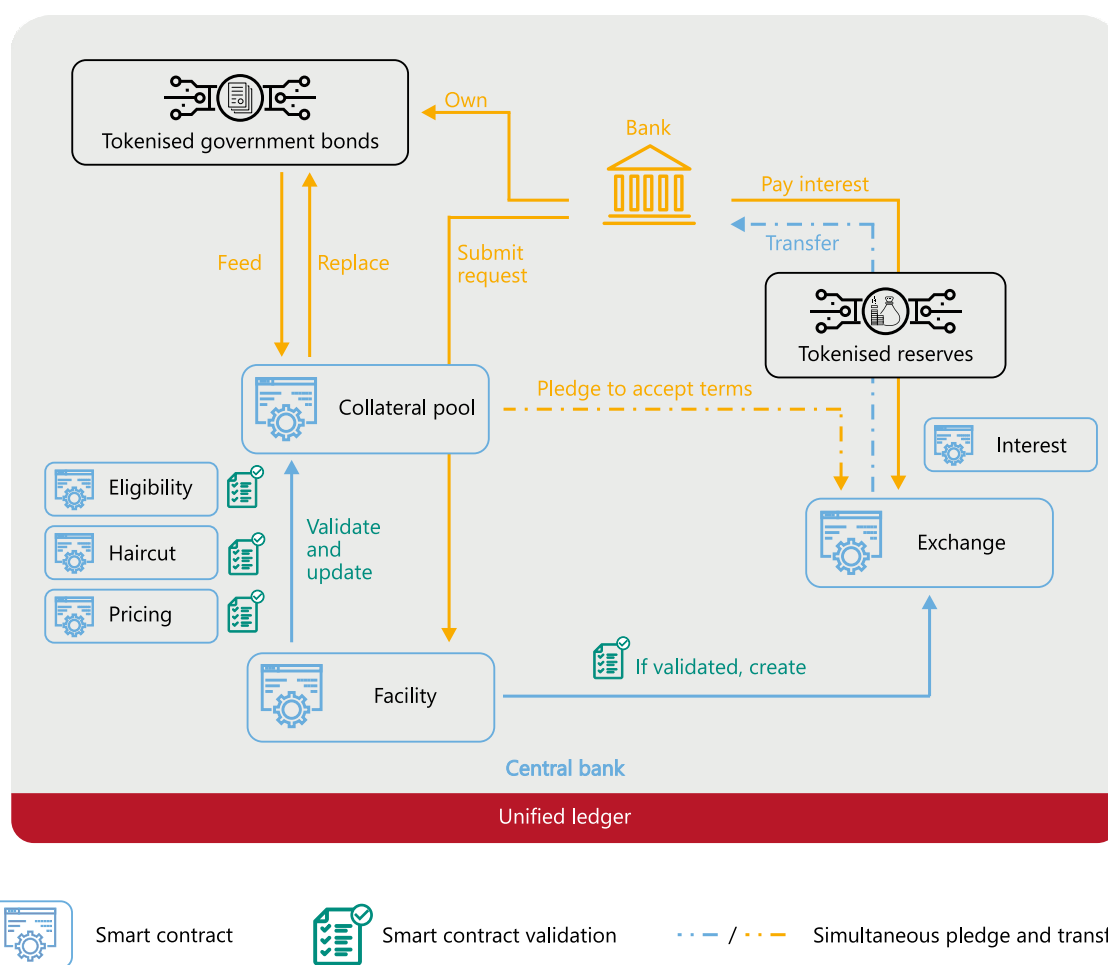 Own
Bank
Tokenised government bonds
Pay interest
Transfer
Feed
Replace
Submit
request
Tokenised reserves
Pledge to accept terms
Collateral pool
Interest
Eligibility
Validate
and
update
Haircut
Exchange
Pricing
If validated, create
Facility
Central bank
Unified ledger
Smart contract
Smart contract validation
/
Simultaneous pledge and transf